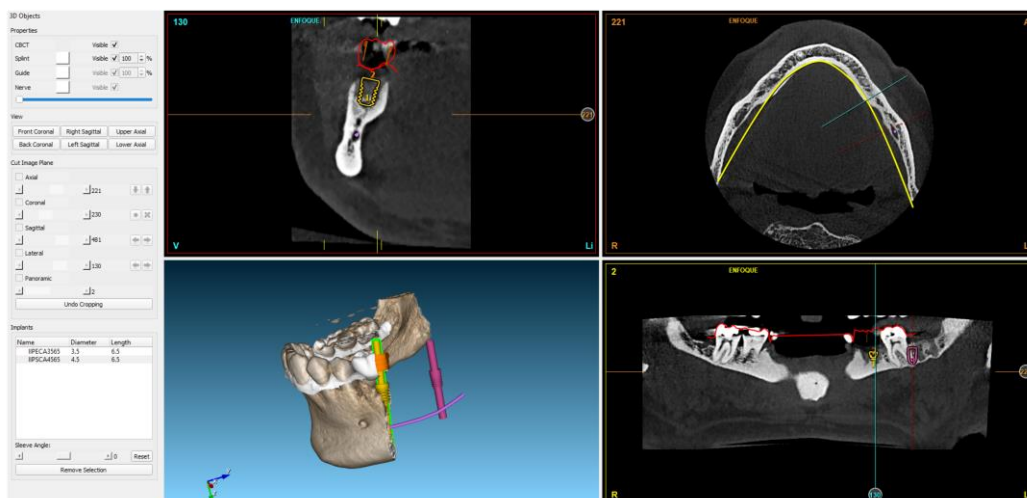 3D Objects
Properties
CBCT Visible
Splint Visible 100 %
Guide Visible 100 %
Nerve Visible
View
Front Coronal Right Sagittal Upper Axial
Back Coronal Left Sagittal Lower Axial
Cut Image Plane
Axial
221
Coronal
230
Sagittal
481
Lateral
130
Panoramic
2
Undo Cropping
Implants
Name Diameter Length
IIPECA3565 3.5 6.5
IIPSCA4565 4.5 6.5
Sleeve Angle:
0 Reset
Remove Selection
130 ENFOQUE
221
V Li
221 ENFOQUE A
R L
2 ENFOQUE
R 130 L